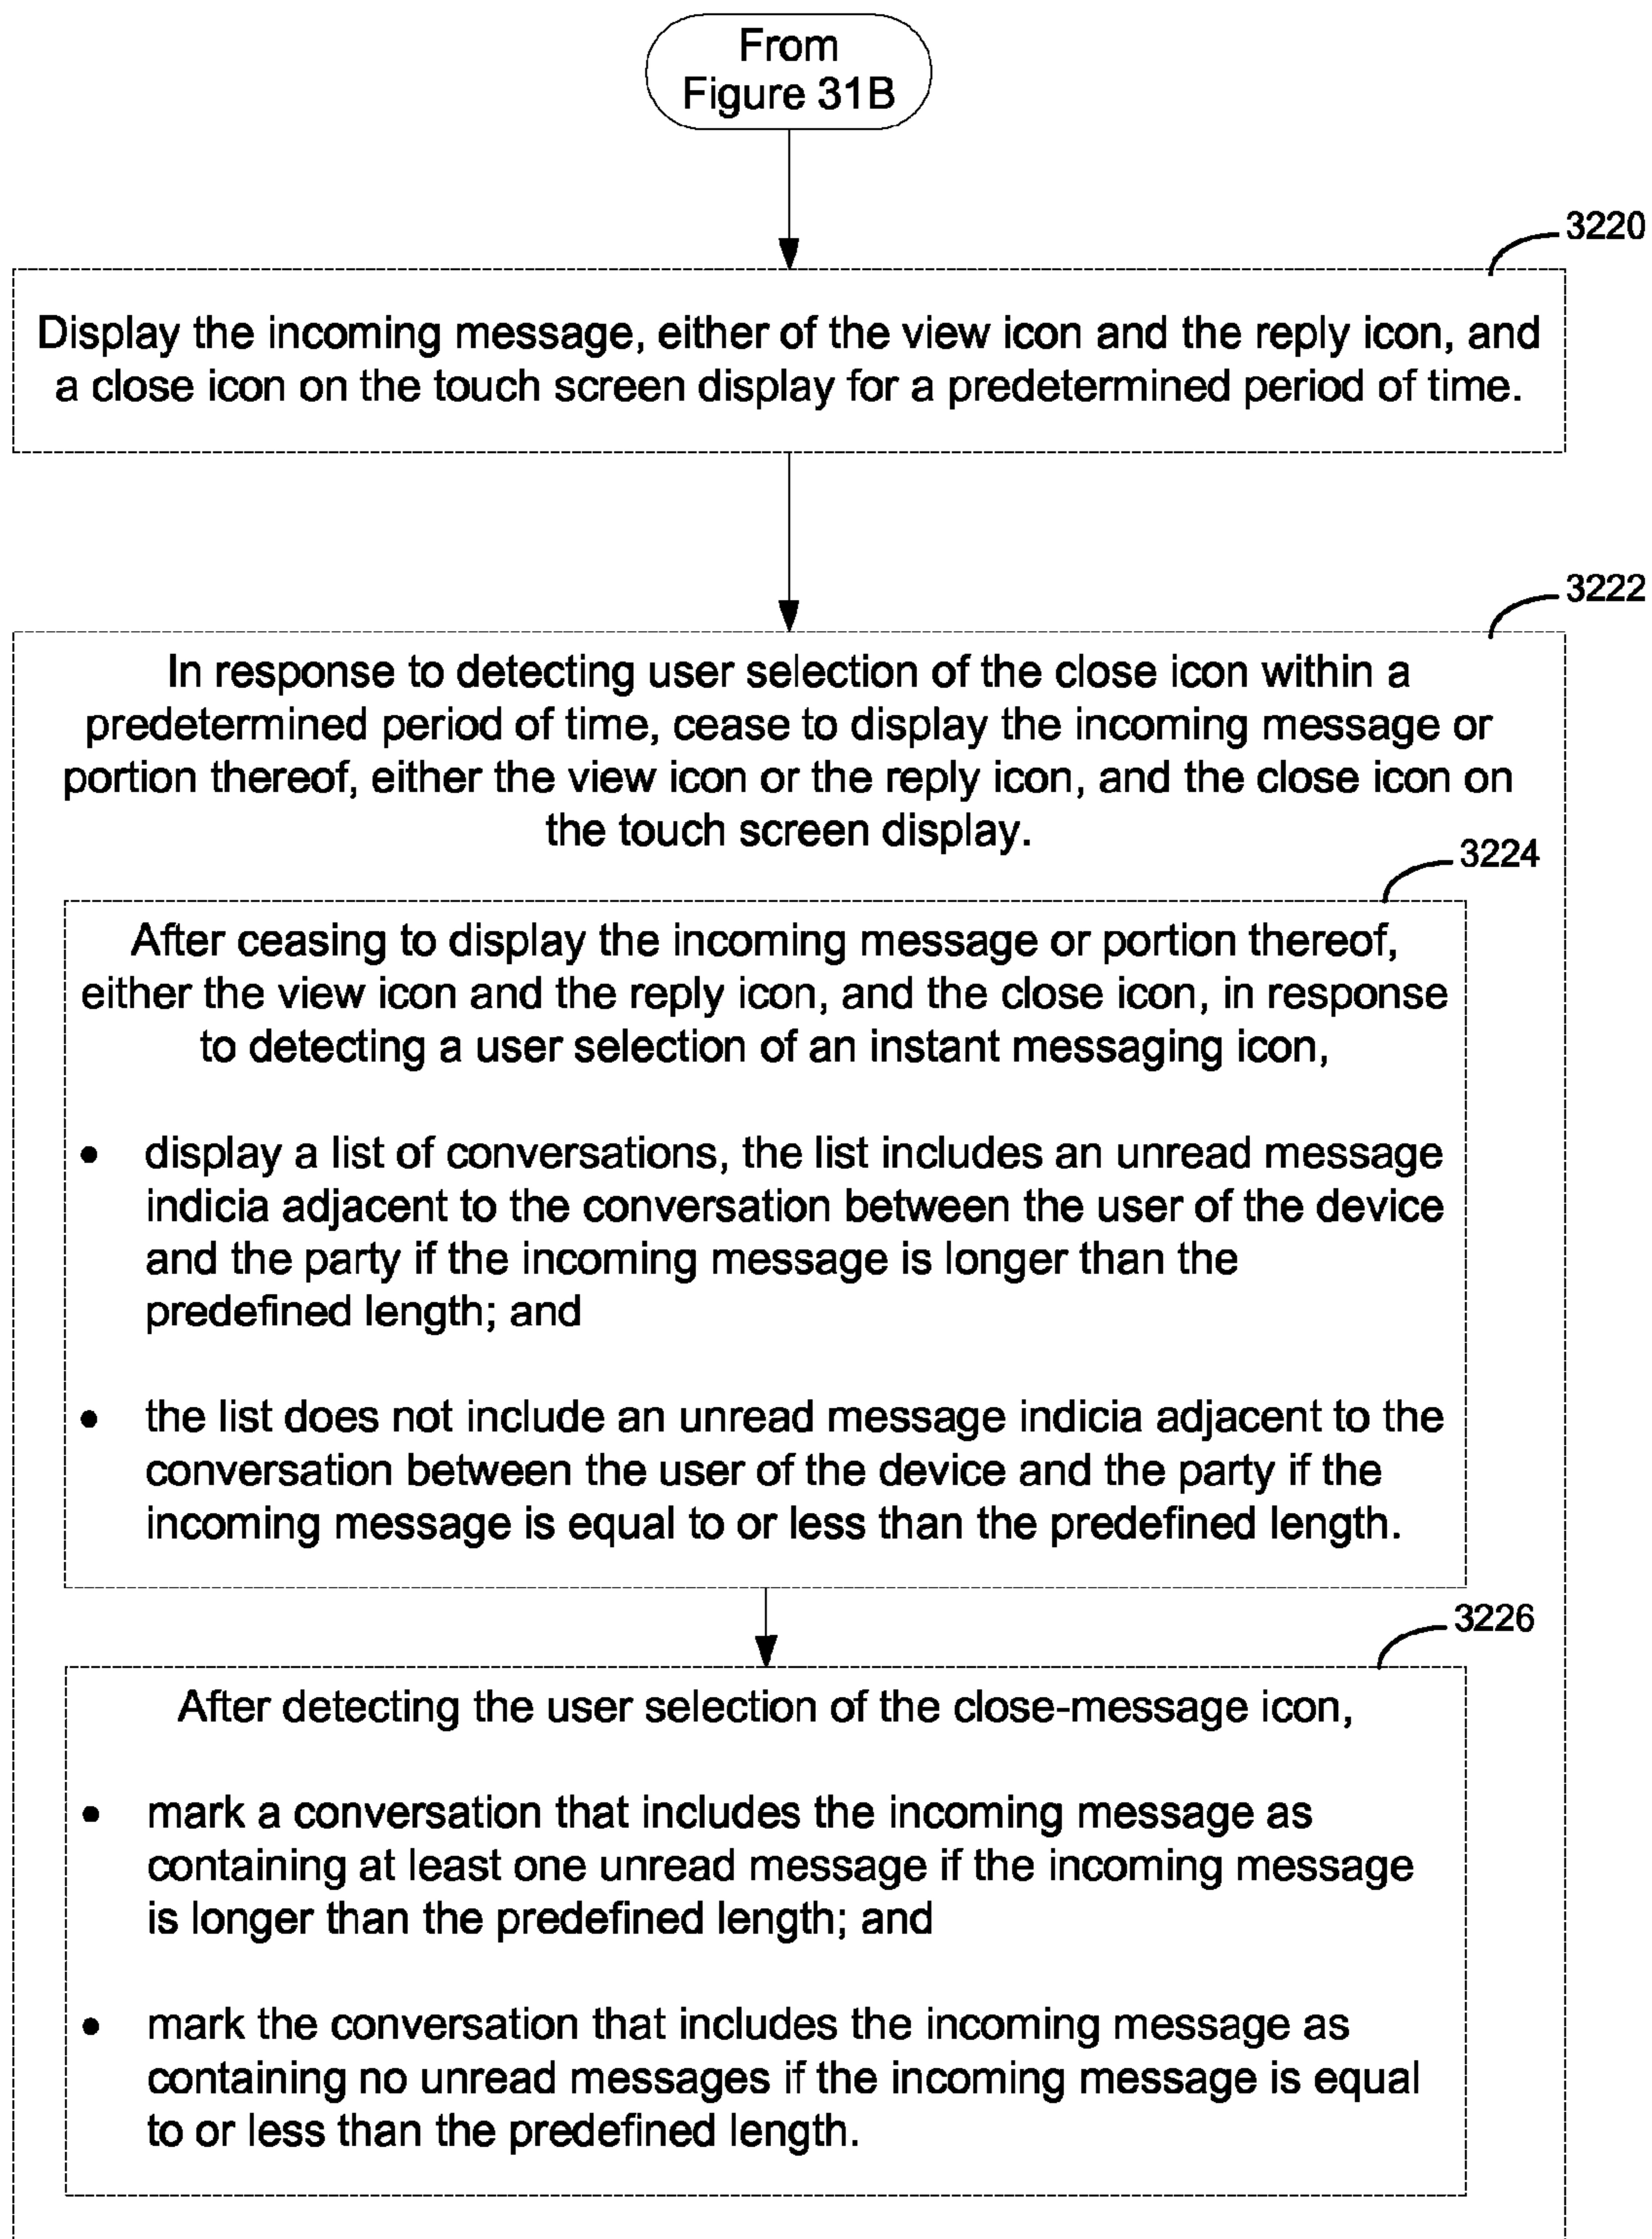 From
Figure 31B
3220
Display the incoming message, either of the view icon and the reply icon, and
a close icon on the touch screen display for a predetermined period of time.
3222
In response to detecting user selection of the close icon within a
predetermined period of time, cease to display the incoming message or
portion thereof, either the view icon or the reply icon, and the close icon on
the touch screen display.
3224
After ceasing to display the incoming message or portion thereof,
either the view icon and the reply icon, and the close icon, in response
to detecting a user selection of an instant messaging icon,
• display a list of conversations, the list includes an unread message
indicia adjacent to the conversation between the user of the device
and the party if the incoming message is longer than the
predefined length; and
• the list does not include an unread message indicia adjacent to the
conversation between the user of the device and the party if the
incoming message is equal to or less than the predefined length.
3226
After detecting the user selection of the close-message icon,
• mark a conversation that includes the incoming message as
containing at least one unread message if the incoming message
is longer than the predefined length; and
• mark the conversation that includes the incoming message as
containing no unread messages if the incoming message is equal
to or less than the predefined length.